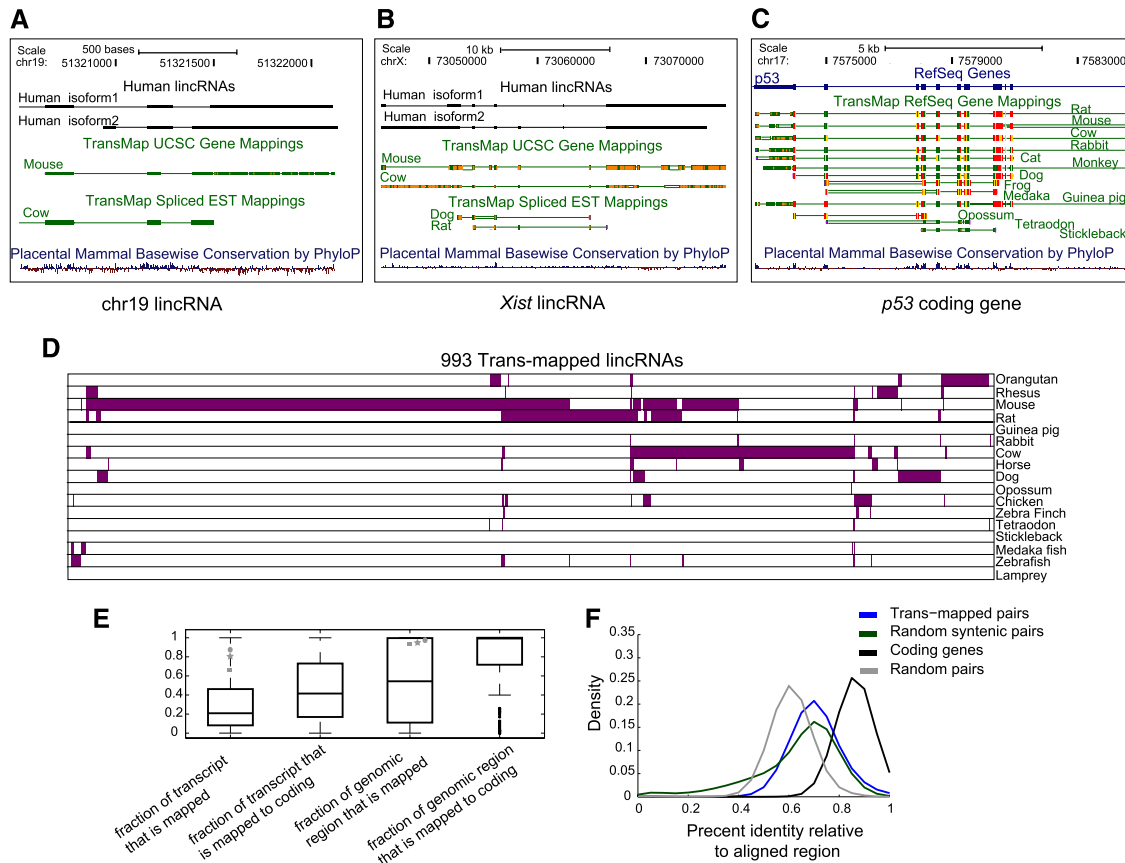 A
Scale
500 bases
chr19:
51321000
51321500
51322000
Human lincRNAs
Human isoform1
Human isoform2
TransMap UCSC Gene Mappings
Mouse
TransMap Spliced EST Mappings
Cow
Placental Mammal Basewise Conservation by PhyloP
chr19 lincRNA
B
Scale
10 kb
chrX:
73050000
73060000
73070000
Human lincRNAs
Human isoform1
Human isoform2
TransMap UCSC Gene Mappings
Mouse
Cow
TransMap Spliced EST Mappings
Dog
Rat
Placental Mammal Basewise Conservation by PhyloP
Xist lincRNA
C
Scale
5 kb
chr17:
7575000
7579000
7583000
RefSeq Genes
p53
TransMap RefSeq Gene Mappings
Rat
Mouse
Cow
Rabbit
Cat
Monkey
Dog
Frog
Medaka
Guinea pig
Opossum
Tetraodon
Stickleback
Placental Mammal Basewise Conservation by PhyloP
p53 coding gene
D
993 Trans-mapped lincRNAs
Orangutan
Rhesus
Mouse
Rat
Guinea pig
Rabbit
Cow
Horse
Dog
Opossum
Chicken
Zebra Finch
Tetraodon
Stickleback
Medaka fish
Zebrafish
Lamprey
E
1
0.8
0.6
0.4
0.2
0
fraction of transcript
that is mapped
fraction of transcript that
is mapped to coding
fraction of genomic
region that is mapped
fraction of genomic region
that is mapped to coding
F
Trans-mapped pairs
Random syntenic pairs
Coding genes
Random pairs
Density
0.35
0.3
0.25
0.2
0.15
0.1
0.05
0
0 0.2 0.4 0.6 0.8 1
Precent identity relative
to aligned region